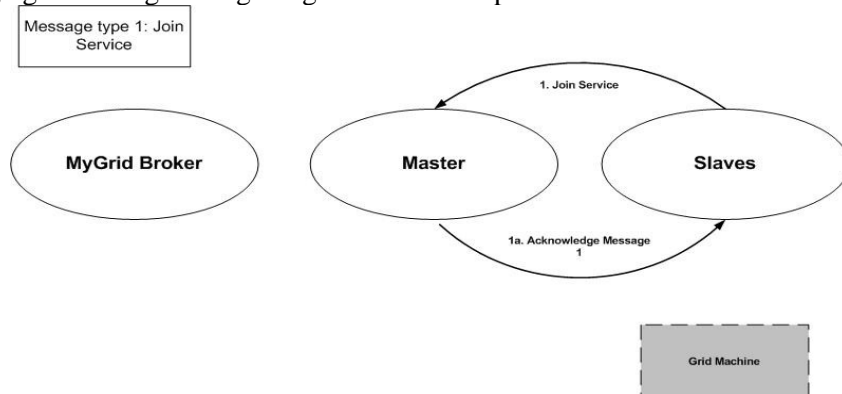 Message type 1: Join
Service
1. Join Service
MyGrid Broker
Master
Slaves
1a. Acknowledge Message
1
Grid Machine